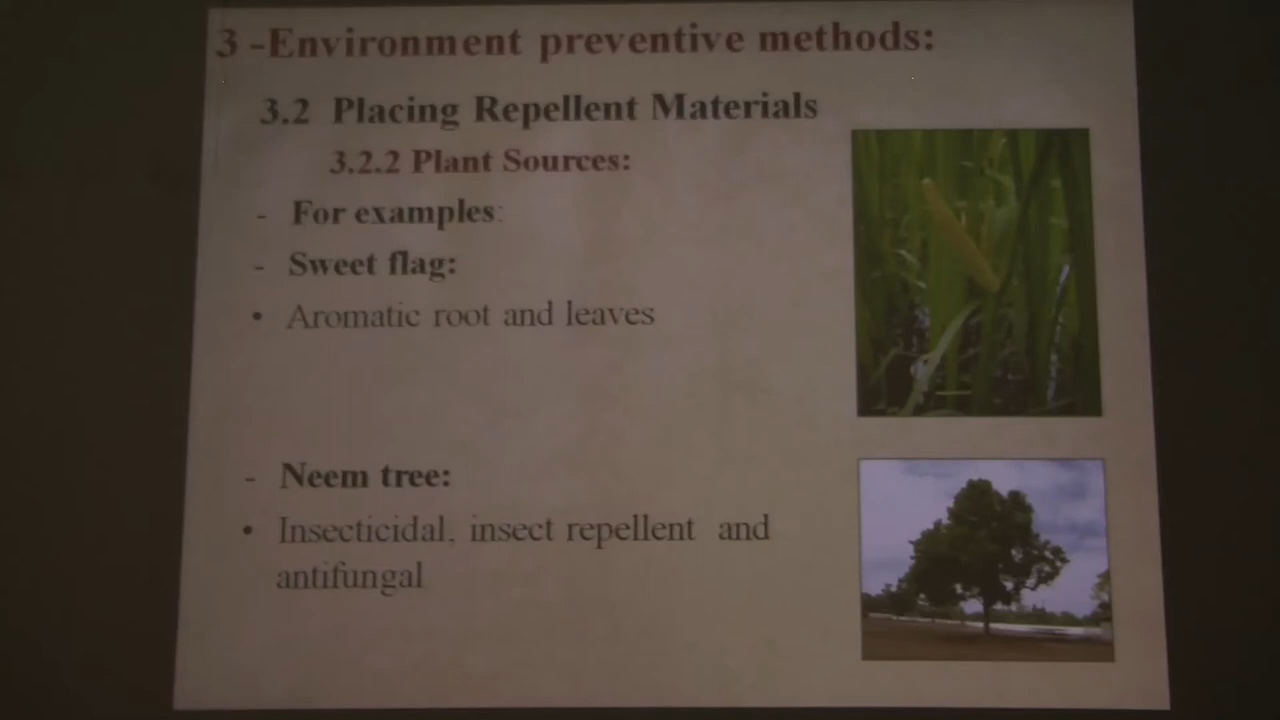 3 -Environment preventive methods:
3.2 Placing Repellent Materials
3.2.2 Plant Sources:
- For examples:
- Sweet flag:
• Aromatic root and leaves
- Neem tree:
• Insecticidal, insect repellent and
antifungal